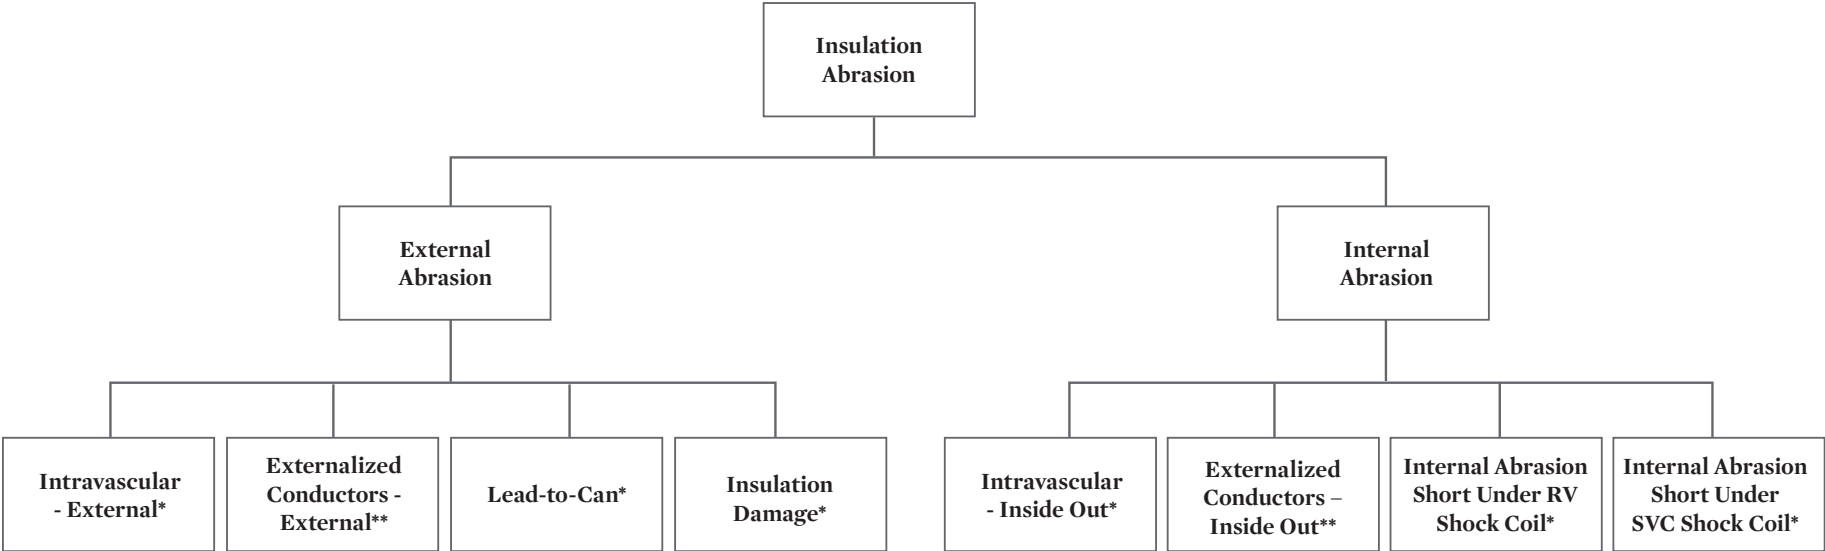 Insulation
Abrasion
External
Abrasion
Internal
Abrasion
Intravascular
- External*
Externalized
Conductors -
External**
Lead-to-Can*
Insulation
Damage*
Intravascular
- Inside Out*
Externalized
Conductors –
Inside Out**
Internal Abrasion
Short Under RV
Shock Coil*
Internal Abrasion
Short Under
SVC Shock Coil*